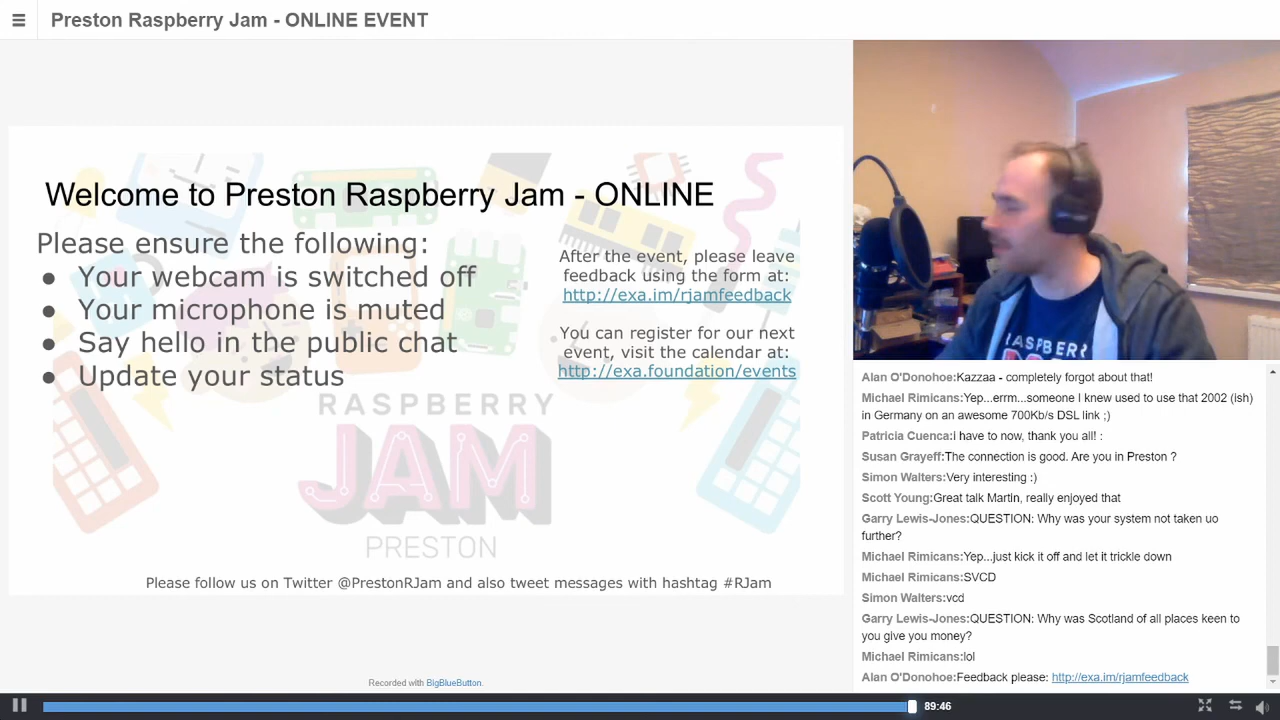 Preston Raspberry Jam - ONLINE EVENT
Welcome to Preston Raspberry Jam - ONLINE
Please ensure the following:
● Your webcam is switched off
● Your microphone is muted
● Say hello in the public chat
● Update your status
After the event, please leave
feedback using the form at:
http://exa.im/rjamfeedback
You can register for our next
event, visit the calendar at:
http://exa.foundation/events
RASPBERRY
JAM
PRESTON
Please follow us on Twitter @PrestonRJam and also tweet messages with hashtag #RJam
Recorded with BigBlueButton.
RASPBERR
Alan O'Donohoe:Kazzaa - completely forgot about that!
Michael Rimicans:Yep...errm...someone I knew used to use that 2002 (ish)
in Germany on an awesome 700Kb/s DSL link ;)
Patricia Cuenca:i have to now, thank you all! :
Susan Grayeff:The connection is good. Are you in Preston ?
Simon Walters:Very interesting :)
Scott Young:Great talk Martin, really enjoyed that
Garry Lewis-Jones:QUESTION: Why was your system not taken uo
further?
Michael Rimicans:Yep...just kick it off and let it trickle down
Michael Rimicans:SVCD
Simon Walters:vcd
Garry Lewis-Jones:QUESTION: Why was Scotland of all places keen to
you give you money?
Michael Rimicans:lol
Alan O'Donohoe:Feedback please: http://exa.im/rjamfeedback
89:46